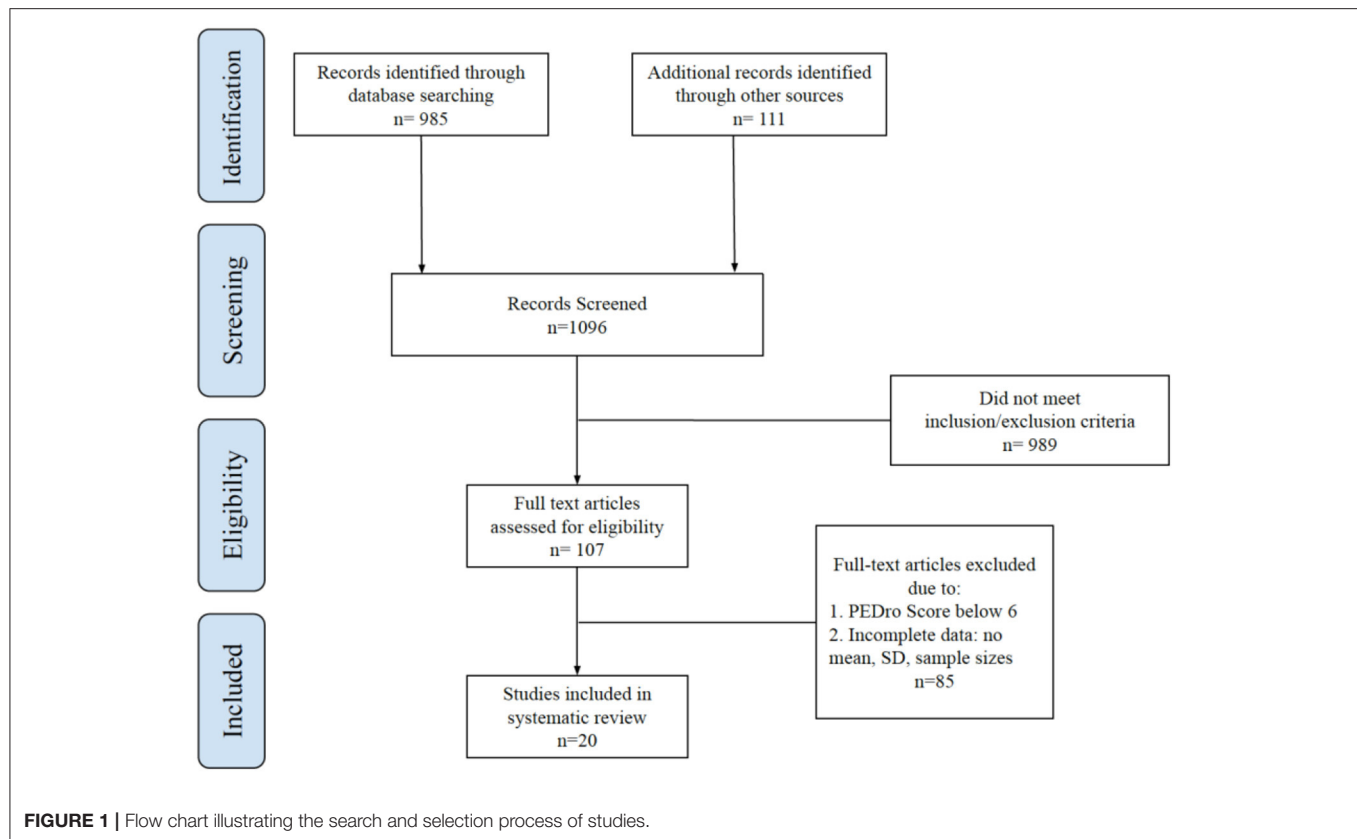 Identification
Records identified through
database searching
n= 985
Additional records identified
through other sources
n= 111
Screening
Records Screened
n=1096
Did not meet
inclusion/exclusion criteria
n= 989
Eligibility
Full text articles
assessed for eligibility
n= 107
Full-text articles excluded
due to:
1. PEDro Score below 6
2. Incomplete data: no
mean, SD, sample sizes
n=85
Included
Studies included in
systematic review
n=20
FIGURE 1 | Flow chart illustrating the search and selection process of studies.